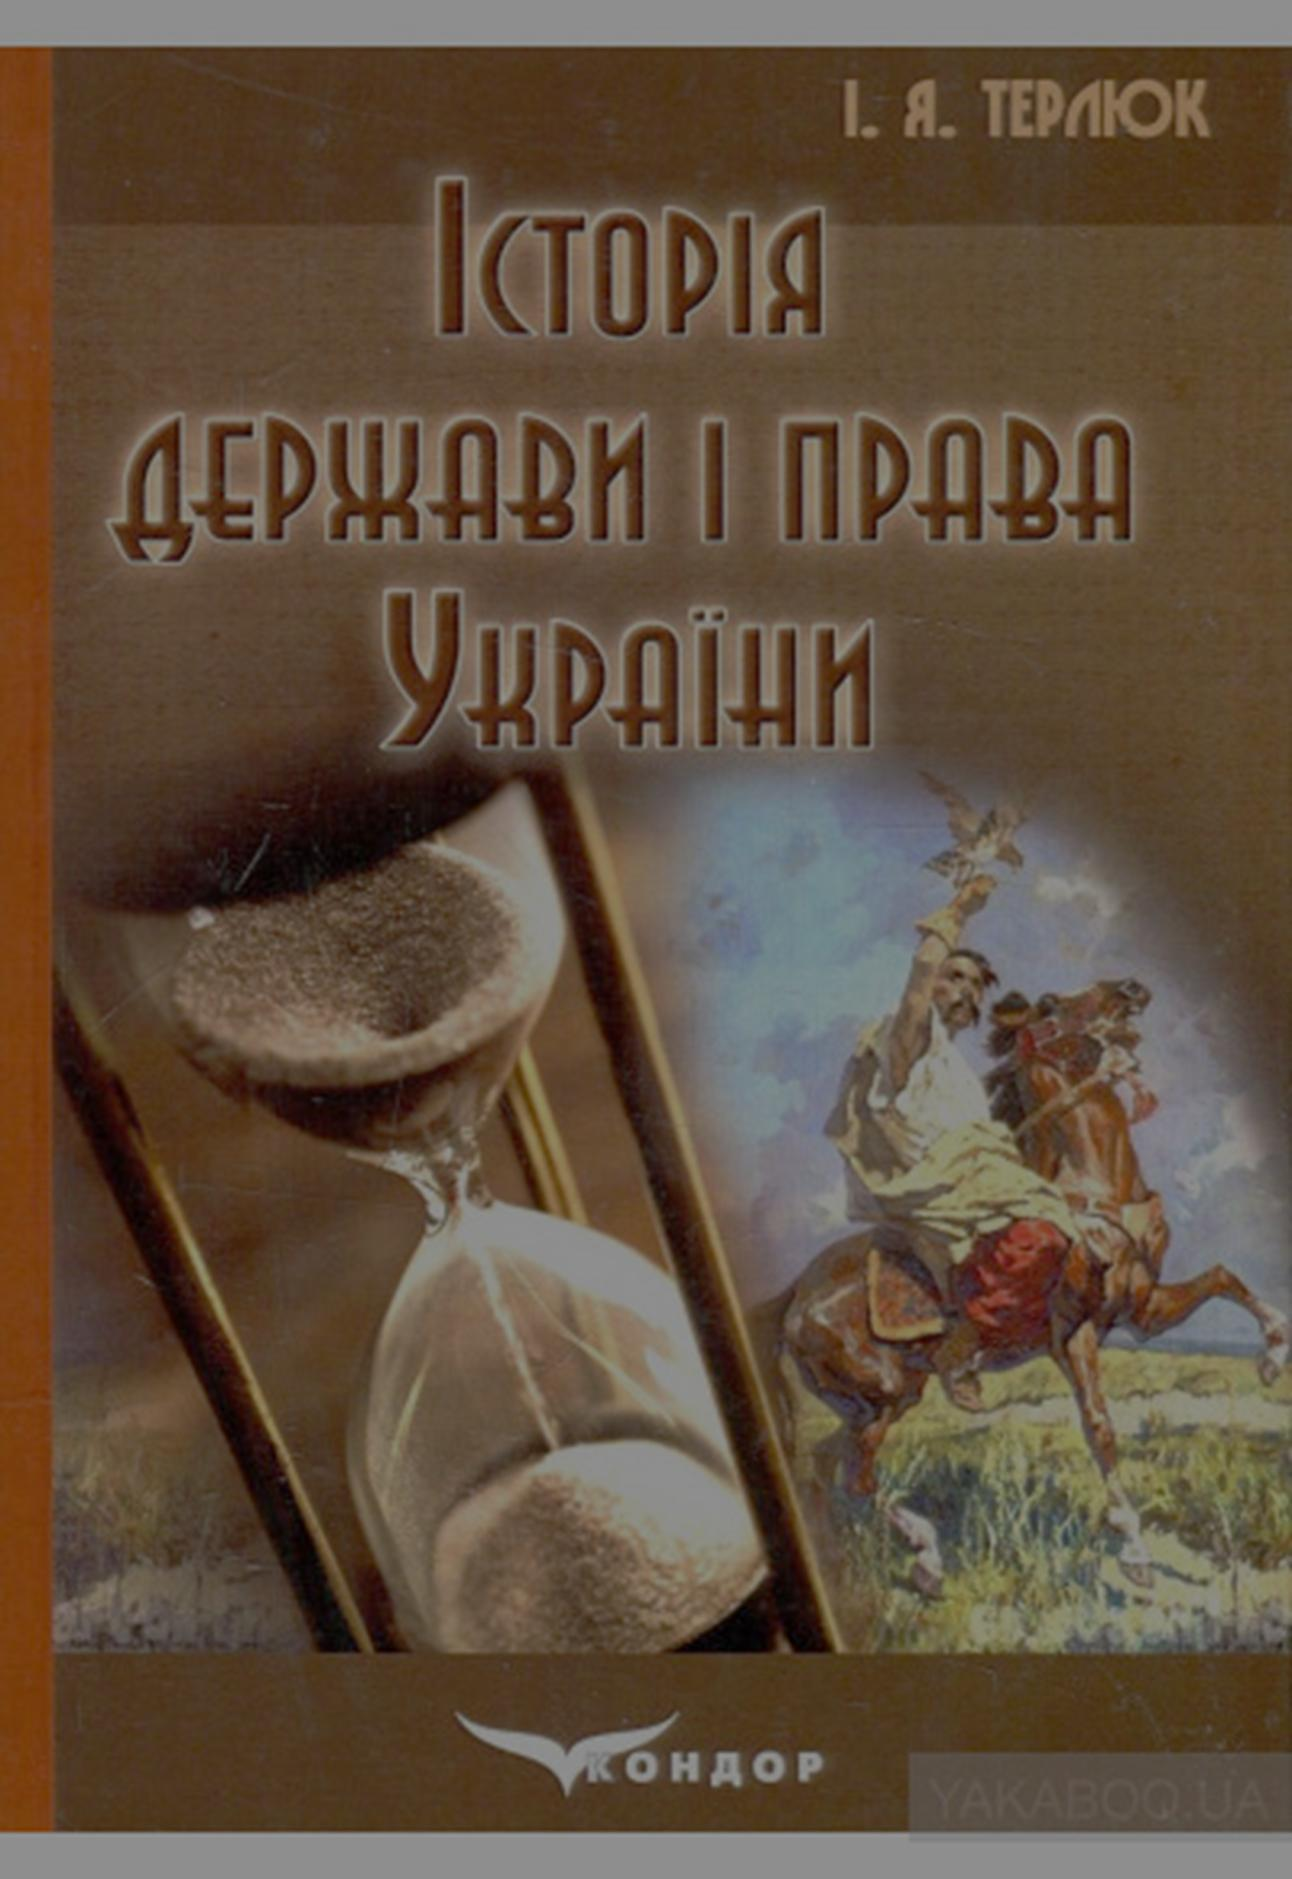 І. Я. ТЕРЛЮК
Історія
держави і права
України
КОНДОР
YAKABOO.UA